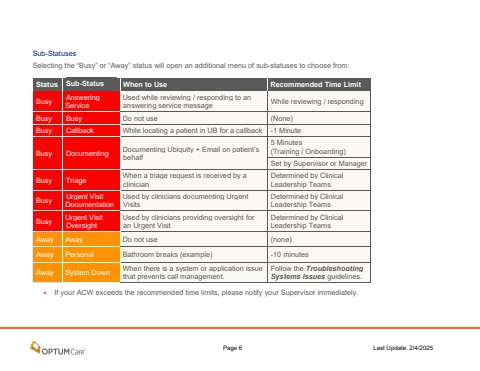 Sub-Statuses
Selecting the "Busy" or "Away" status will open an additional menu of sub-statuses to choose from:
Status Sub-Status When to Use Recommended Time Limit
Busy Answering Service Used while reviewing / responding to an answering service message While reviewing / responding
Busy Busy Do not use (None)
Busy Callback While locating a patient in UB for a callback -1 Minute
Busy Documenting Documenting Ubiquity + Email on patient's behalf 5 Minutes (Training / Onboarding)
Set by Supervisor or Manager
Busy Triage When a triage request is received by a clinician Determined by Clinical Leadership Teams
Busy Urgent Visit Documentation Used by clinicians documenting Urgent Visits Determined by Clinical Leadership Teams
Busy Urgent Visit Oversight Used by clinicians providing oversight for an Urgent Visit Determined by Clinical Leadership Teams
Away Away Do not use (none)
Away Personal Bathroom breaks (example) -10 minutes
Away System Down When there is a system or application issue that prevents call management. Follow the Troubleshooting Systems Issues guidelines.
• If your ACW exceeds the recommended time limits, please notify your Supervisor immediately.
OPTUMCare Page 6 Last Update: 2/4/2025